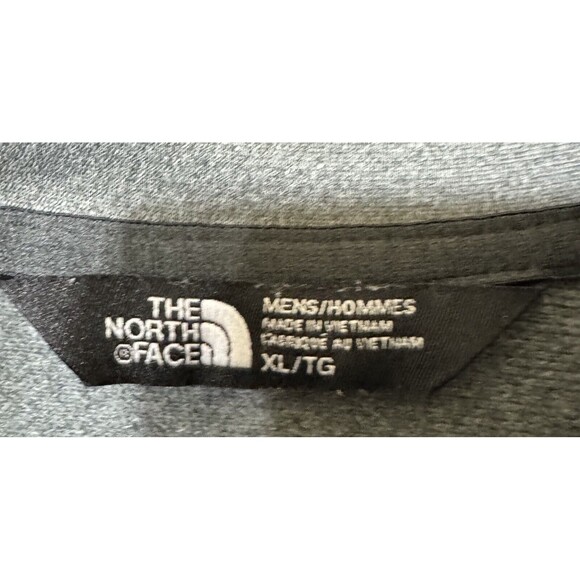 THE
NORTH
®FACE
MENS/HOMMES
MADE IN VIETNAM
FABRIQUE AU VIETNAM
XL/TG